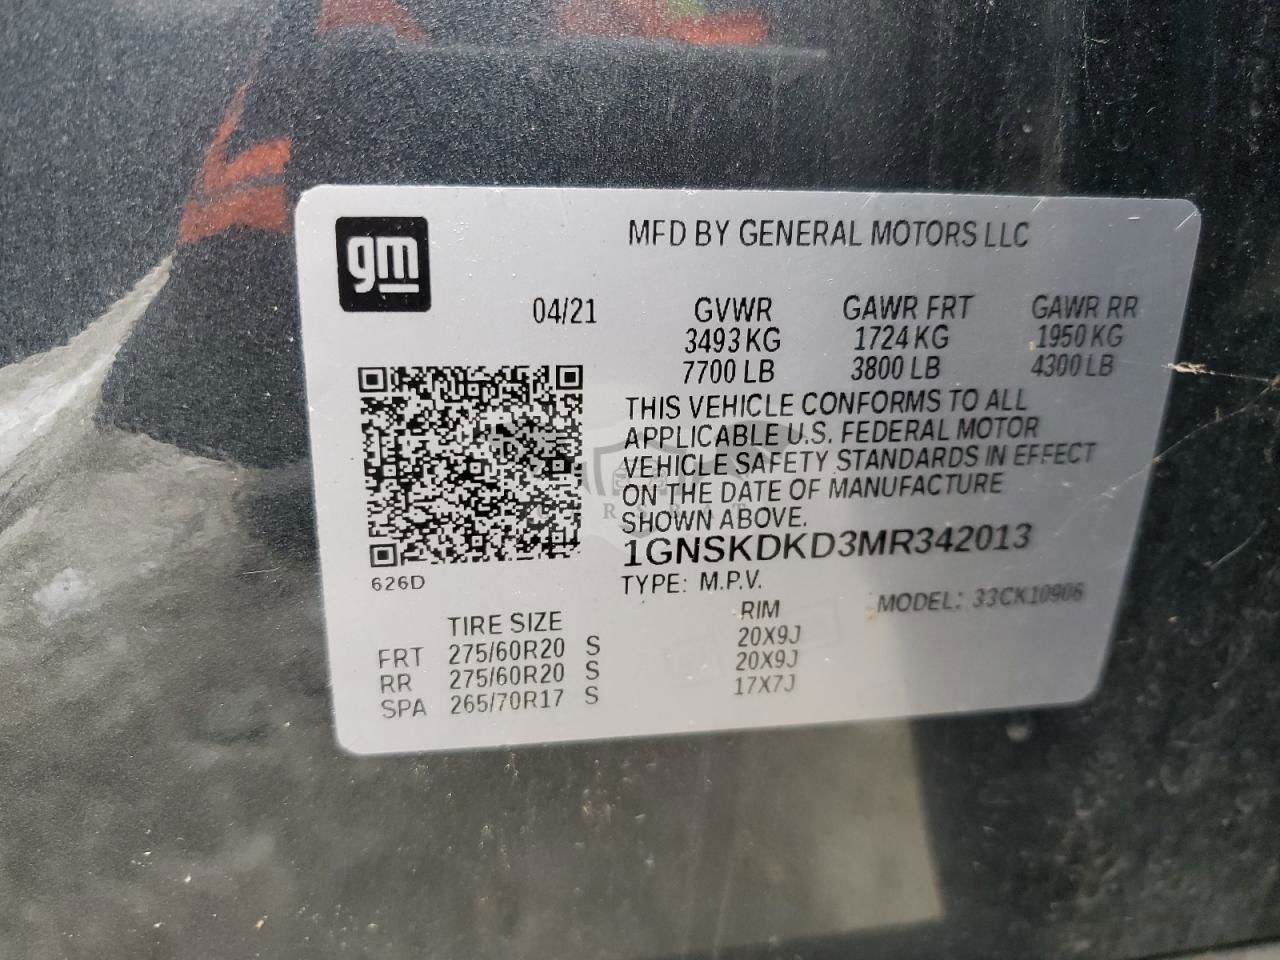 gm
MFD BY GENERAL MOTORS LLC
04/21 GVWR GAWR FRT GAWR RR
3493 KG 1724 KG 1950 KG
7700 LB 3800 LB 4300 LB
THIS VEHICLE CONFORMS TO ALL
APPLICABLE U.S. FEDERAL MOTOR
VEHICLE SAFETY STANDARDS IN EFFECT
ON THE DATE OF MANUFACTURE
SHOWN ABOVE.
1GNSKDKD3MR342013
626D
TYPE: M.P.V. MODEL: 33CK10906
TIRE SIZE RIM
FRT 275/60R20 S 20X9J
RR 275/60R20 S 20X9J
SPA 265/70R17 S 17X7J